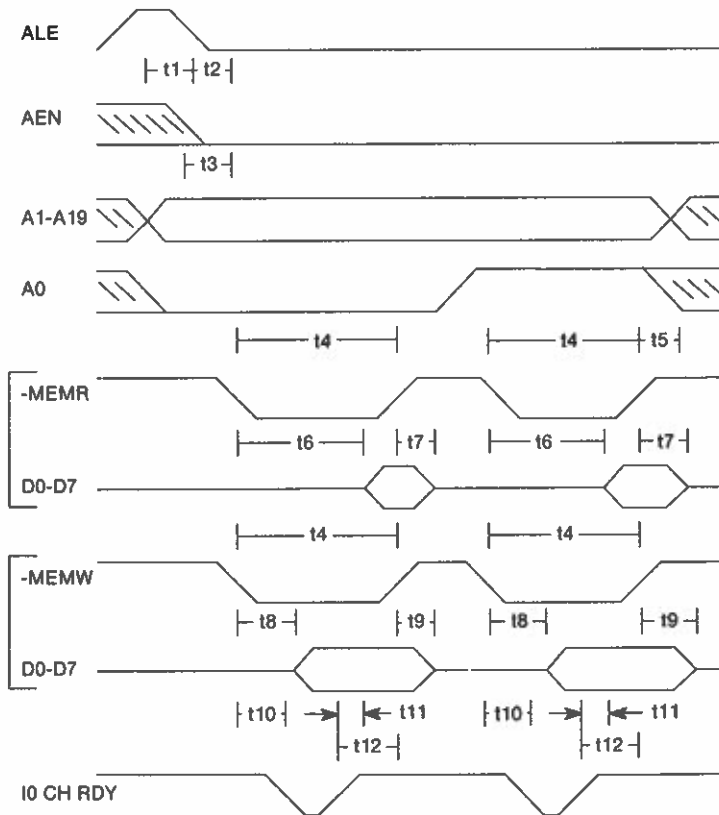 ALE
t1 t2
AEN
t3
A1-A19
A0
t4 t4 t5
-MEMR
t6 t7 t6 t7
D0-D7
t4 t4
-MEMW
t8 t9 t8 t9
D0-D7
t10 t11 t10 t11
t12 t12
I0 CH RDY